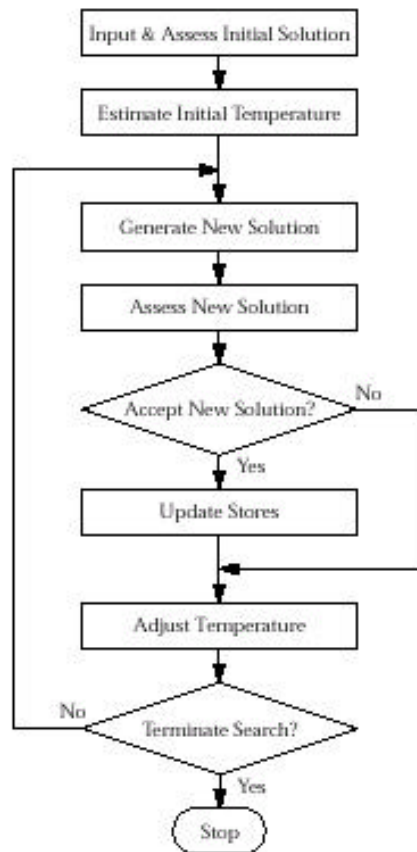 Input & Assess Initial Solution
Estimate Initial Temperature
Generate New Solution
Assess New Solution
Accept New Solution?
No
Yes
Update Stores
Adjust Temperature
No
Terminate Search?
Yes
Stop